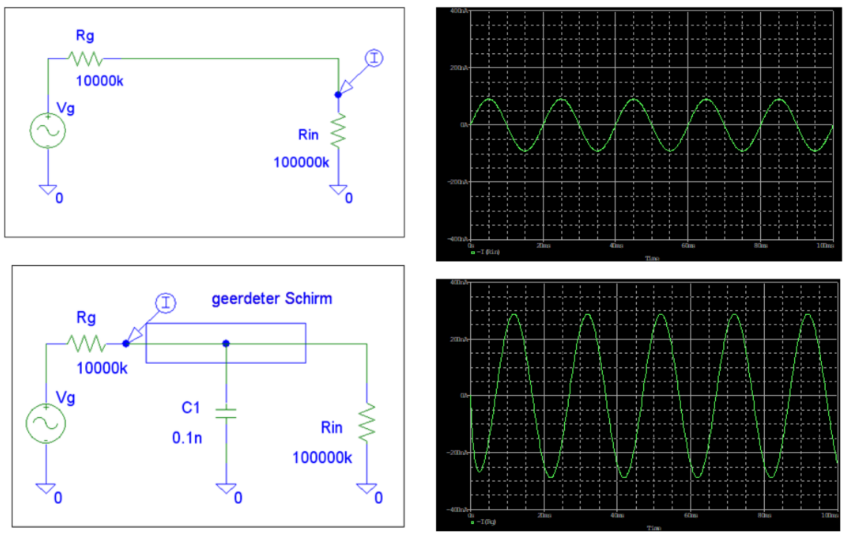 Rg
10000k
Vg
Rin
100000k
0
0
400nA
200nA
0A
-200nA
-400nA
0s
20ms
40ms
60ms
80ms
100ms
-I(Rin)
Time
geerdeter Schirm
Rg
10000k
Vg
C1
0.1n
Rin
100000k
0
0
0
400nA
200nA
0A
-200nA
-400nA
0s
20ms
40ms
60ms
80ms
100ms
-I(Rg)
Time